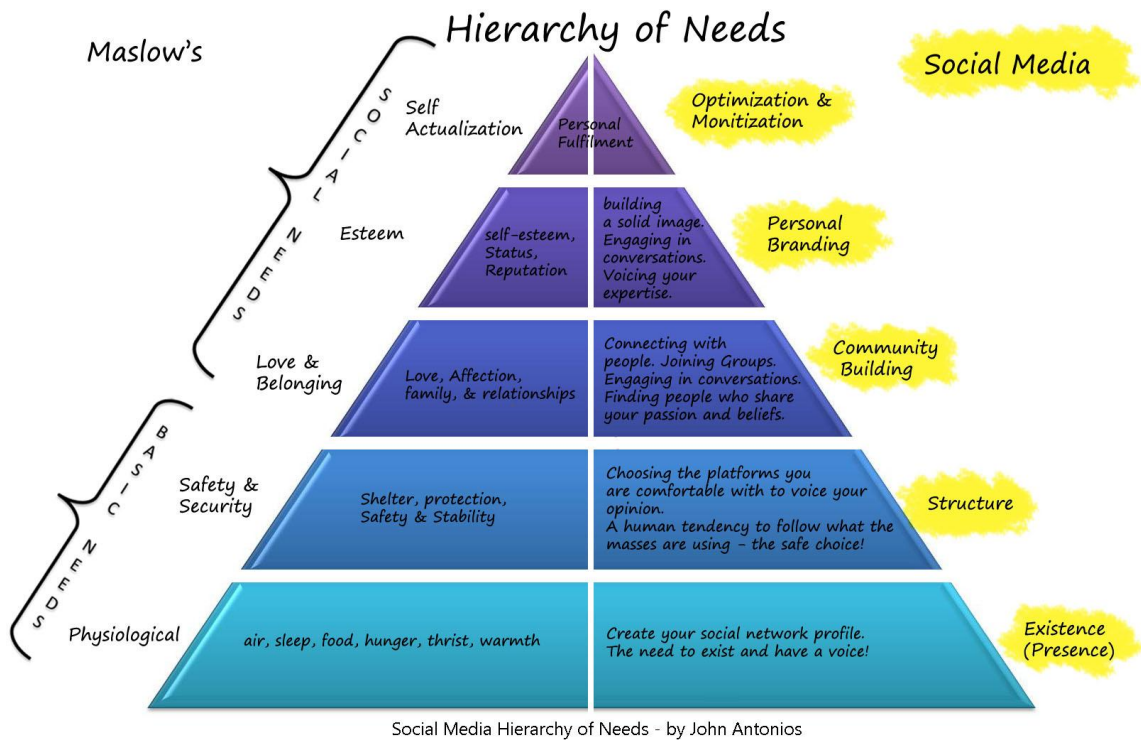 Hierarchy of Needs
Maslow's
Social Media
SOCIAL NEEDS
Self
Actualization
Personal
Fulfilment
Optimization &
Monitization
Esteem
self-esteem,
Status,
Reputation
building
a solid image.
Engaging in
conversations.
Voicing your
expertise.
Personal
Branding
Love &
Belonging
Love, Affection,
family, & relationships
Connecting with
people. Joining Groups.
Engaging in conversations.
Finding people who share
your passion and beliefs.
Community
Building
BASIC NEEDS
Safety &
Security
Shelter, protection,
Safety & Stability
Choosing the platforms you
are comfortable with to voice your
opinion.
A human tendency to follow what the
masses are using - the safe choice!
Structure
Physiological
air, sleep, food, hunger, thrist, warmth
Create your social network profile.
The need to exist and have a voice!
Existence
(Presence)
Social Media Hierarchy of Needs - by John Antonios